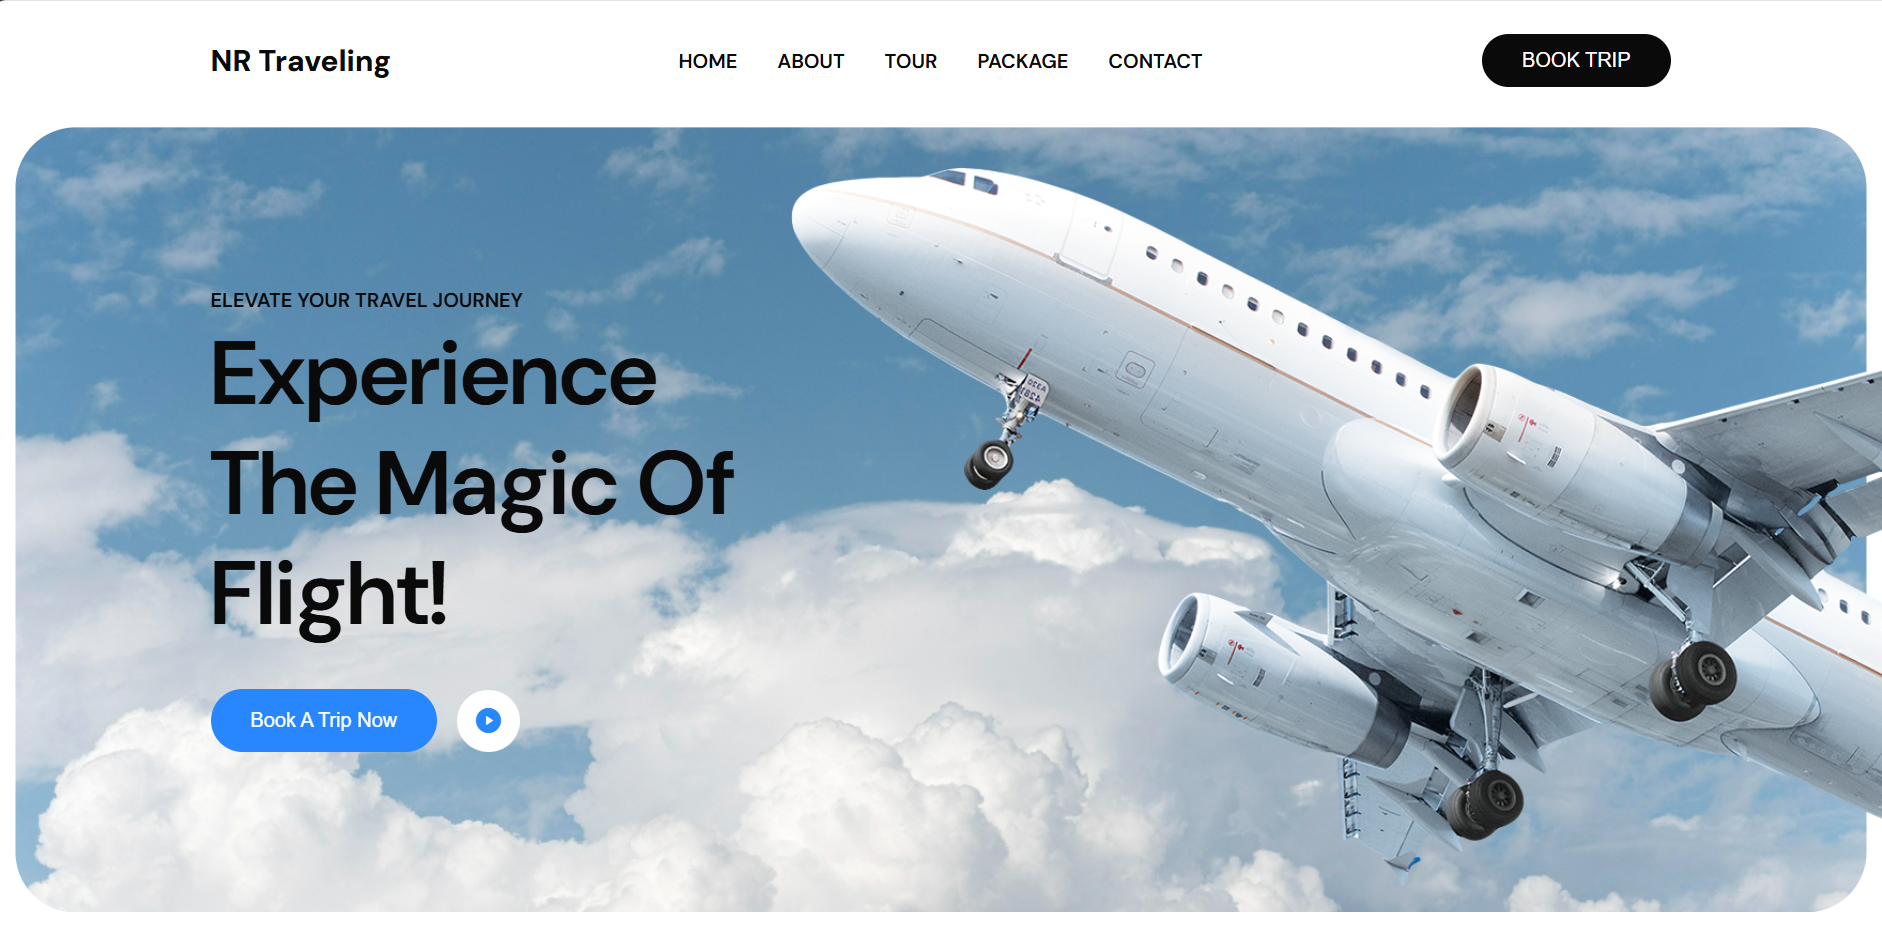 NR Traveling
HOME ABOUT TOUR PACKAGE CONTACT
BOOK TRIP
ELEVATE YOUR TRAVEL JOURNEY
Experience
The Magic Of
Flight!
Book A Trip Now